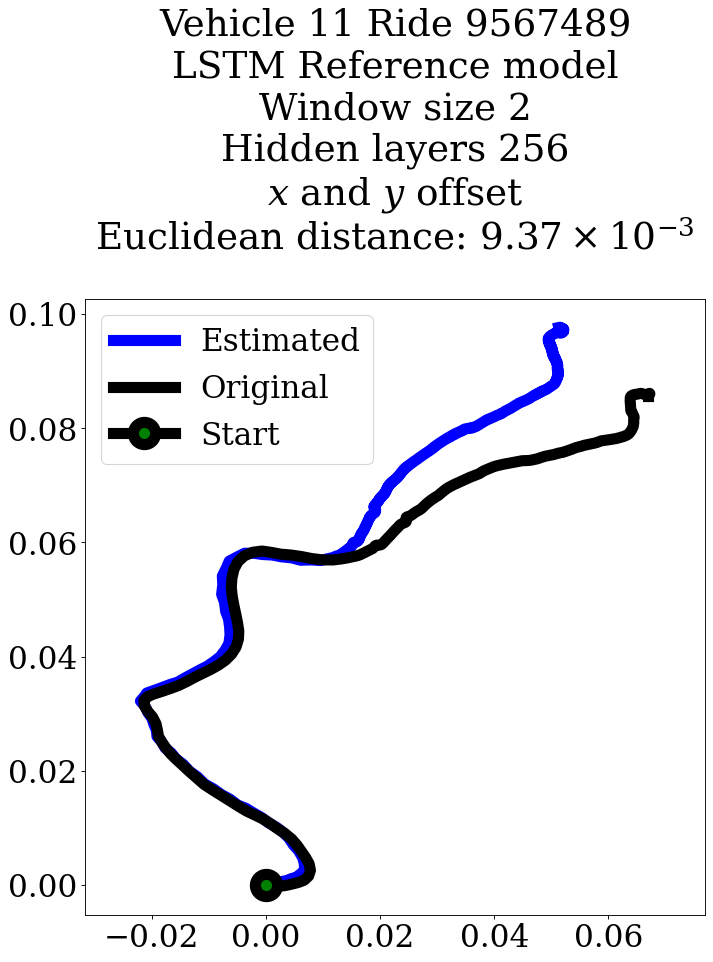 Vehicle 11 Ride 9567489
LSTM Reference model
Window size 2
Hidden layers 256
x and y offset
Euclidean distance: 9.37 × 10⁻³
Estimated
Original
Start
0.10
0.08
0.06
0.04
0.02
0.00
−0.02 0.00 0.02 0.04 0.06